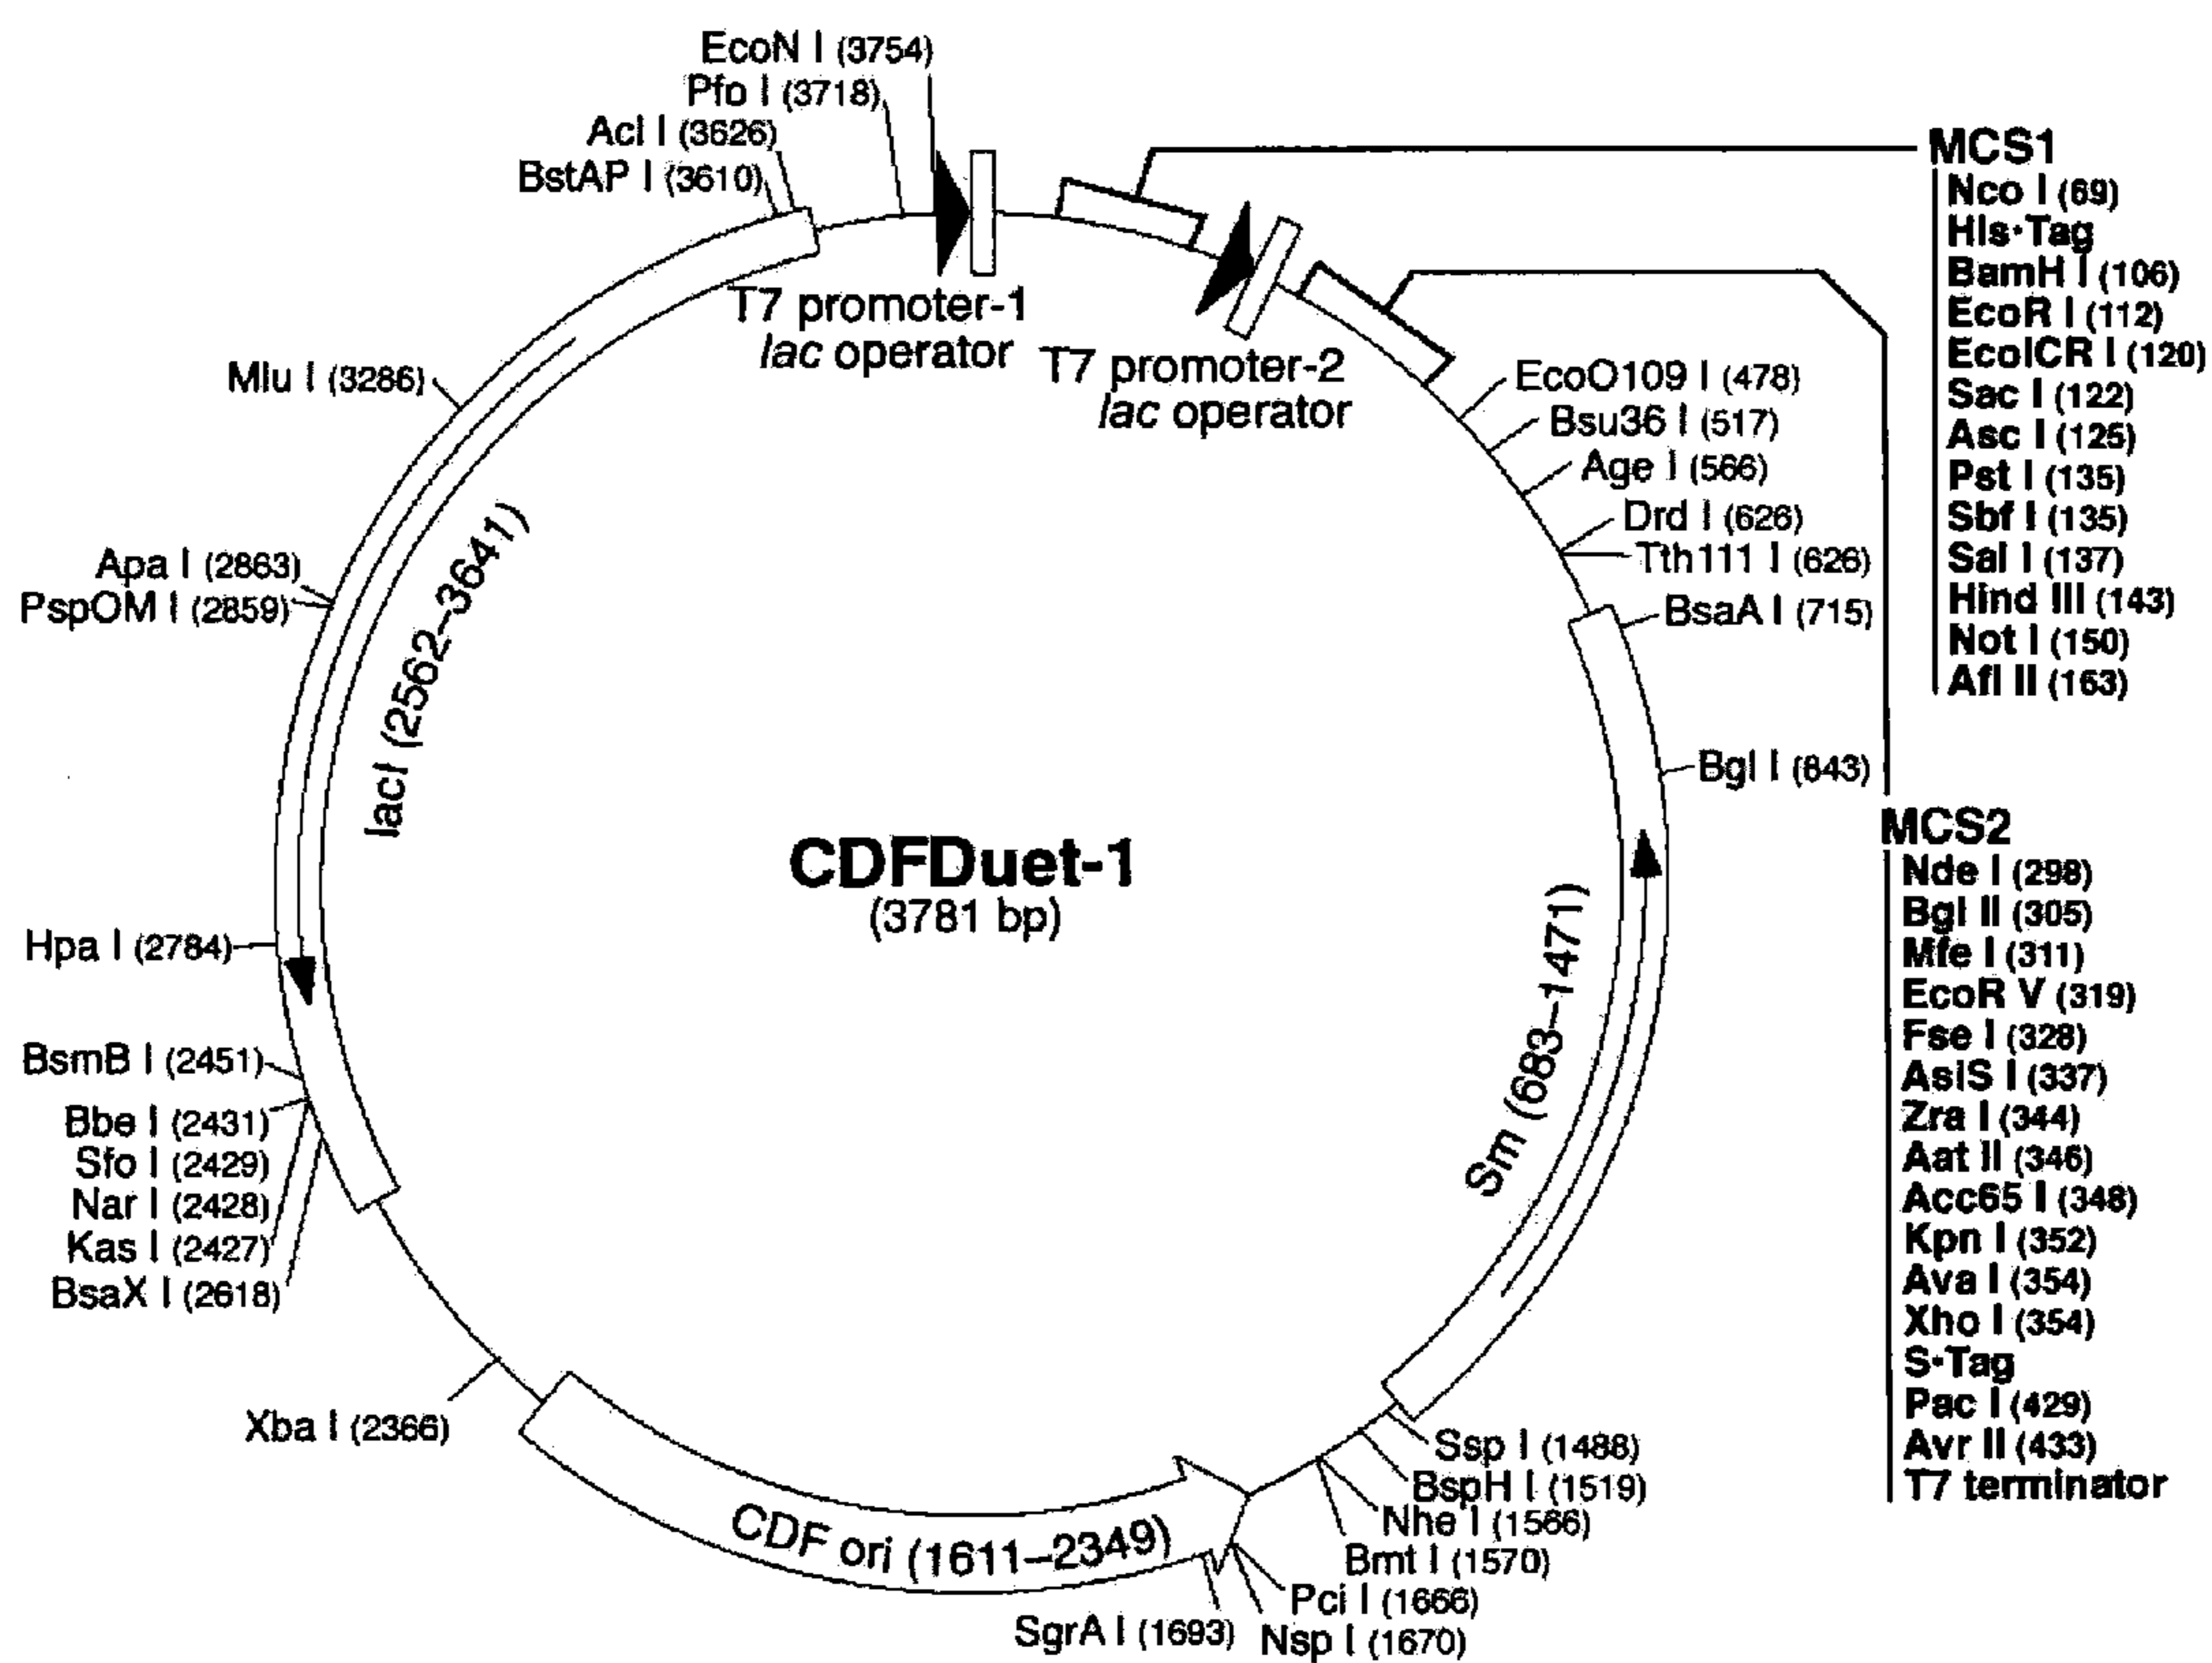 EcoN I (3754)
Pfo I (3718)
Acl I (3626)
BstAP I (3610)
T7 promoter-1
lac operator
T7 promoter-2
lac operator
MCS1
Nco I (69)
His•Tag
BamH I (106)
EcoR I (112)
EcoICR I (120)
Sac I (122)
Asc I (125)
Pst I (135)
Sbf I (135)
Sal I (137)
Hind III (143)
Not I (150)
Afl II (163)
EcoO109 I (478)
Bsu36 I (517)
Age I (566)
Drd I (626)
Tth111 I (626)
BsaA I (715)
Bgl I (843)
MCS2
Nde I (298)
Bgl II (305)
Mfe I (311)
EcoR V (319)
Fse I (328)
AsiS I (337)
Zra I (344)
Aat II (346)
Acc65 I (348)
Kpn I (352)
Ava I (354)
Xho I (354)
S•Tag
Pac I (429)
Avr II (433)
T7 terminator
Mlu I (3286)
Apa I (2863)
PspOM I (2859)
lacI (2562–3641)
Hpa I (2784)
CDFDuet-1
(3781 bp)
Sm (683–1471)
BsmB I (2451)
Bbe I (2431)
Sfo I (2429)
Nar I (2428)
Kas I (2427)
BsaX I (2618)
Xba I (2366)
CDF ori (1611–2349)
Ssp I (1488)
BspH I (1519)
Nhe I (1566)
Bmt I (1570)
Pci I (1666)
Nsp I (1670)
SgrA I (1693)